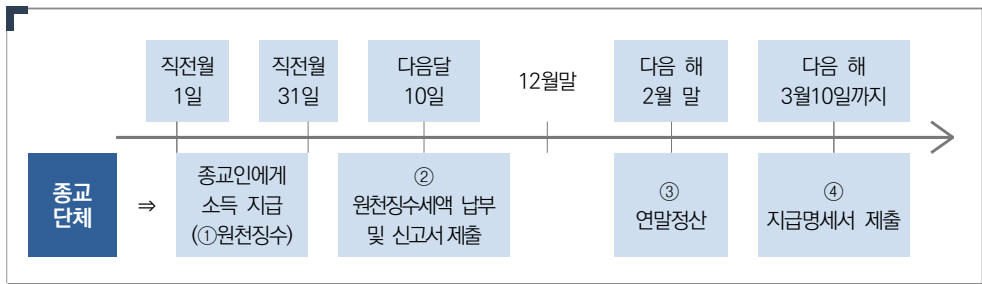 직전월
1일
직전월
31일
다음달
10일
12월말
다음 해
2월 말
다음 해
3월10일까지
종교
단체
⇒
종교인에게
소득 지급
(①원천징수)
②
원천징수세액 납부
및 신고서 제출
③
연말정산
④
지급명세서 제출